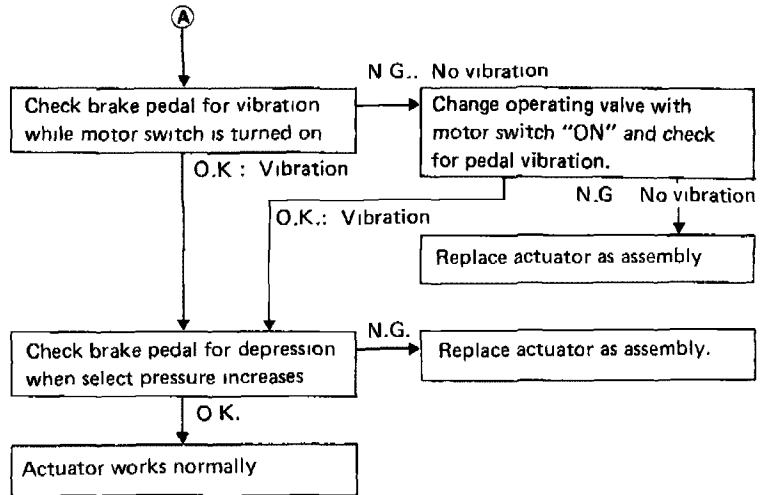 A
N G.. No vibration
Check brake pedal for vibration
while motor switch is turned on
Change operating valve with
motor switch "ON" and check
for pedal vibration.
O.K : Vibration
N.G No vibration
O.K.: Vibration
Replace actuator as assembly
Check brake pedal for depression
when select pressure increases
N.G.
Replace actuator as assembly.
O K.
Actuator works normally